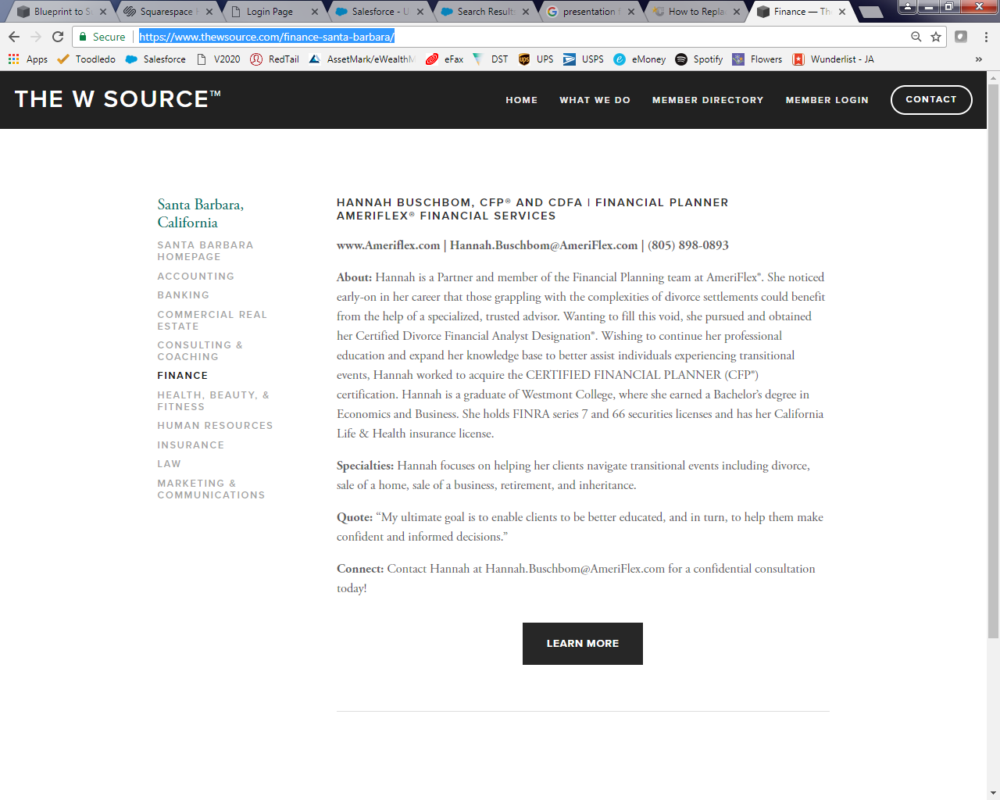 Blueprint to S
Squarespace
Login Page
Salesforce - U
Search Results
presentation
How to Repla
Finance — Th
Secure
https://www.thewsource.com/finance-santa-barbara/
Apps
Toodledo
Salesforce
V2020
RedTail
AssetMark/eWealthM
eFax
DST
UPS
USPS
eMoney
Spotify
Flowers
Wunderlist - JA
»
THE W SOURCE™
HOME
WHAT WE DO
MEMBER DIRECTORY
MEMBER LOGIN
CONTACT
Santa Barbara,
California
SANTA BARBARA
HOMEPAGE
ACCOUNTING
BANKING
COMMERCIAL REAL
ESTATE
CONSULTING &
COACHING
FINANCE
HEALTH, BEAUTY, &
FITNESS
HUMAN RESOURCES
INSURANCE
LAW
MARKETING &
COMMUNICATIONS
HANNAH BUSCHBOM, CFP® AND CDFA | FINANCIAL PLANNER
AMERIFLEX® FINANCIAL SERVICES
www.Ameriflex.com | Hannah.Buschbom@AmeriFlex.com | (805) 898-0893
About: Hannah is a Partner and member of the Financial Planning team at AmeriFlex®. She noticed
early-on in her career that those grappling with the complexities of divorce settlements could benefit
from the help of a specialized, trusted advisor. Wanting to fill this void, she pursued and obtained
her Certified Divorce Financial Analyst Designation®. Wishing to continue her professional
education and expand her knowledge base to better assist individuals experiencing transitional
events, Hannah worked to acquire the CERTIFIED FINANCIAL PLANNER (CFP®)
certification. Hannah is a graduate of Westmont College, where she earned a Bachelor's degree in
Economics and Business. She holds FINRA series 7 and 66 securities licenses and has her California
Life & Health insurance license.
Specialties: Hannah focuses on helping her clients navigate transitional events including divorce,
sale of a home, sale of a business, retirement, and inheritance.
Quote: “My ultimate goal is to enable clients to be better educated, and in turn, to help them make
confident and informed decisions.”
Connect: Contact Hannah at Hannah.Buschbom@AmeriFlex.com for a confidential consultation
today!
LEARN MORE